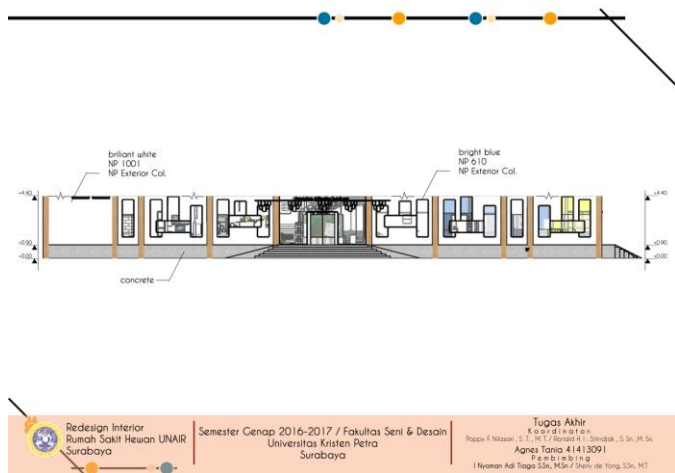 briliant white
NP 1001
NP Exterior Col.
bright blue
NP 610
NP Exterior Col.
+4.40
+4.40
+0.90
+0.90
±0.00
±0.00
concrete
Redesign Interior
Rumah Sakit Hewan UNAIR
Surabaya
Semester Genap 2016-2017 / Fakultas Seni & Desain
Universitas Kristen Petra
Surabaya
Tugas Akhir
Koordinator:
Poppy F. Nilasari, S.T., M.T. / Ronald H.I. Sitindjak, S.Sn.,M.Sn.
Agnes Tania 41413091
Pembimbing
I Nyoman Adi Tiaga S.Sn., M.Sn / Sherly de Yong, S.Sn., M.T